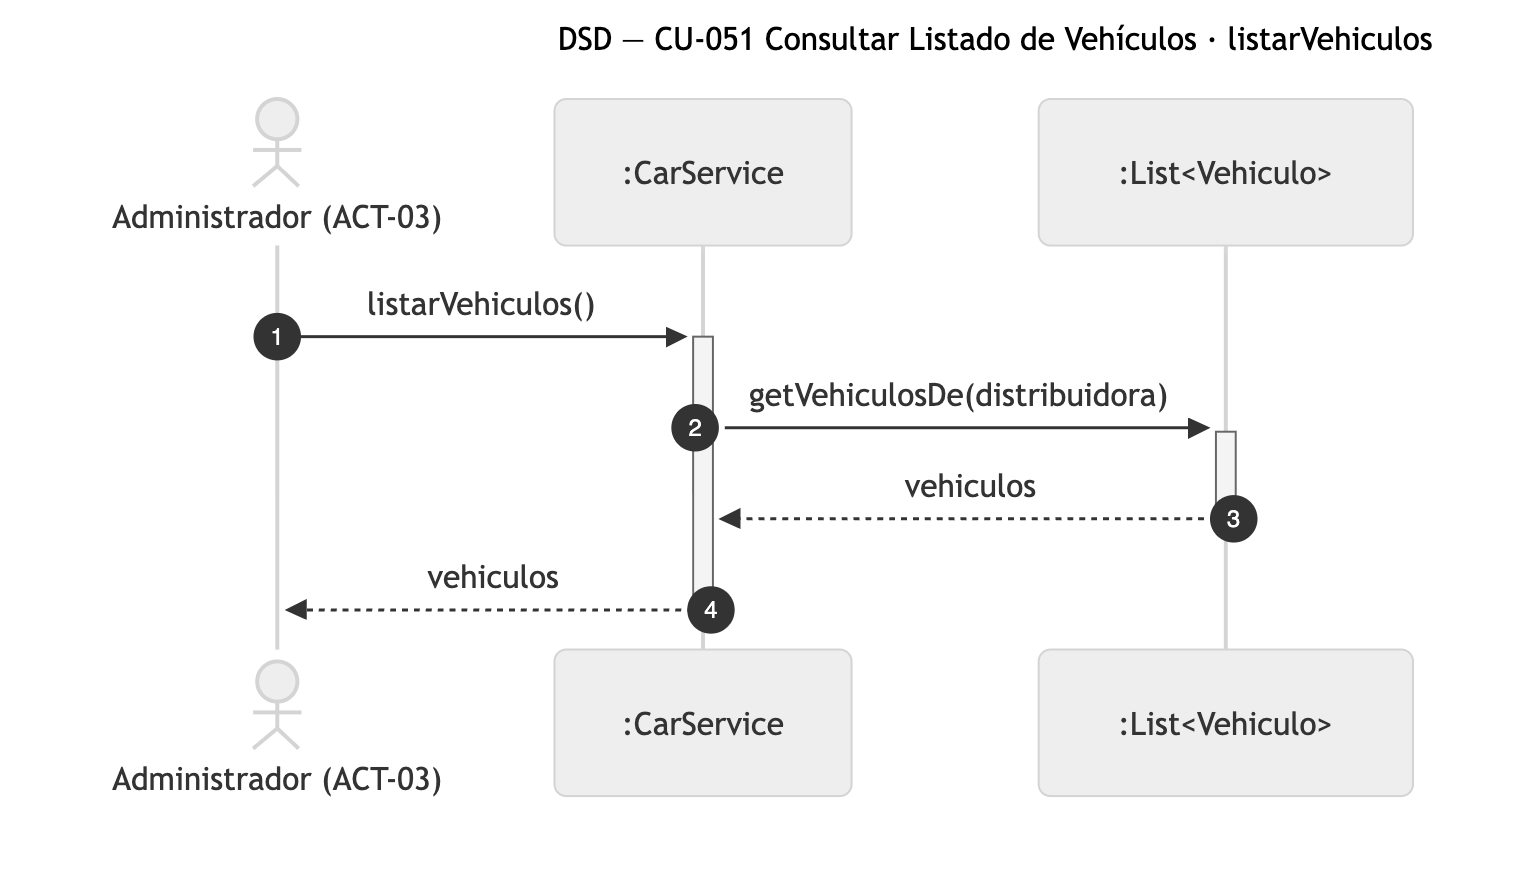 DSD — CU-051 Consultar Listado de Vehículos · listarVehiculos
Administrador (ACT-03)
:CarService
:List<Vehiculo>
listarVehiculos()
1
getVehiculosDe(distribuidora)
2
vehiculos
3
vehiculos
4
Administrador (ACT-03)
:CarService
:List<Vehiculo>